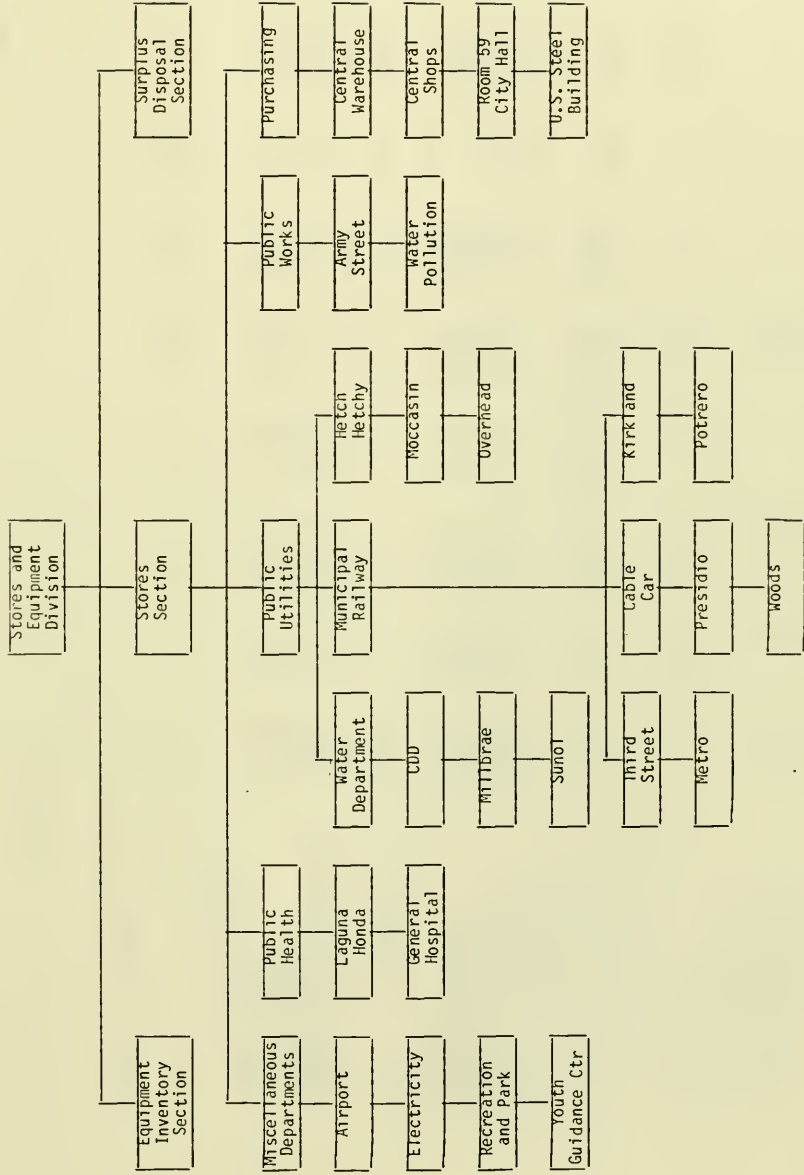 Stores and
Equipment
Division
Equipment
Inventory
Section
Stores
Section
Surplus
Disposal
Section
Miscellaneous
Departments
Airport
Electricity
Recreation
and Park
Youth
Guidance Ctr
Public
Health
Laguna
Honda
General
Hospital
Public
Utilities
Water
Department
CDD
Millbrae
Sunol
Municipal
Railway
Hetch
Hetchy
Moccasin
Overhead
Third
Street
Metro
Cable
Car
Presidio
Woods
Kirkland
Potrero
Public
Works
Army
Street
Water
Pollution
Purchasing
Central
Warehouse
Central
Shops
Room 59
City Hall
U.S. Steel
Building